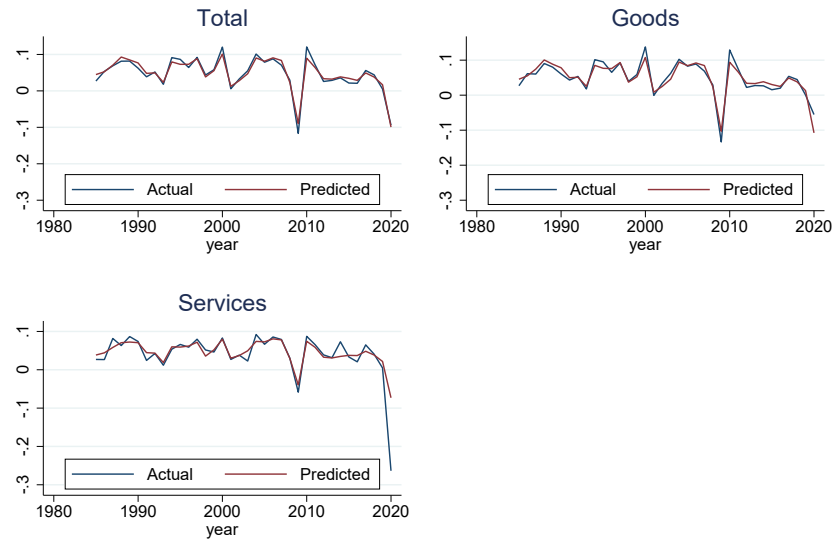 Total
.1
0
-.1
-.2
-.3
Actual Predicted
1980 1990 2000 2010 2020
year
Goods
.1
0
-.1
-.2
-.3
Actual Predicted
1980 1990 2000 2010 2020
year
Services
.1
0
-.1
-.2
-.3
Actual Predicted
1980 1990 2000 2010 2020
year